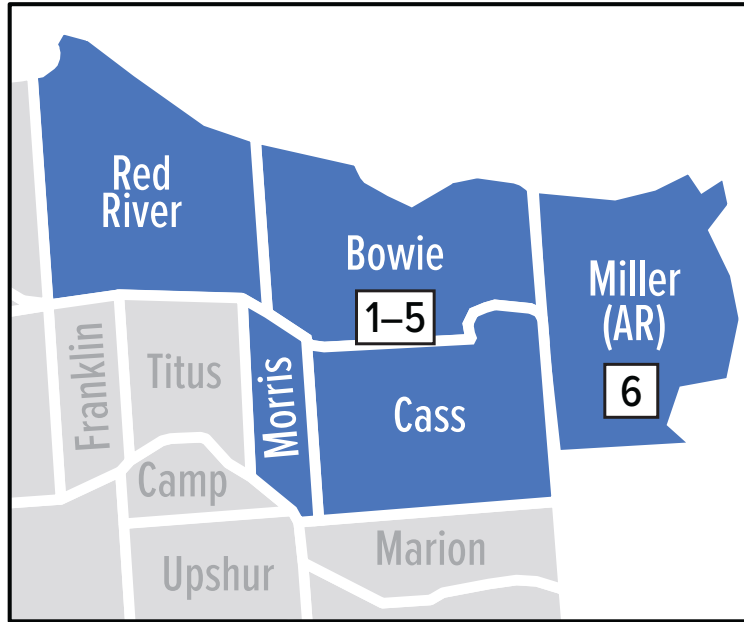 Red
River
Bowie
1–5
Miller
(AR)
6
Franklin
Titus
Morris
Cass
Camp
Marion
Upshur